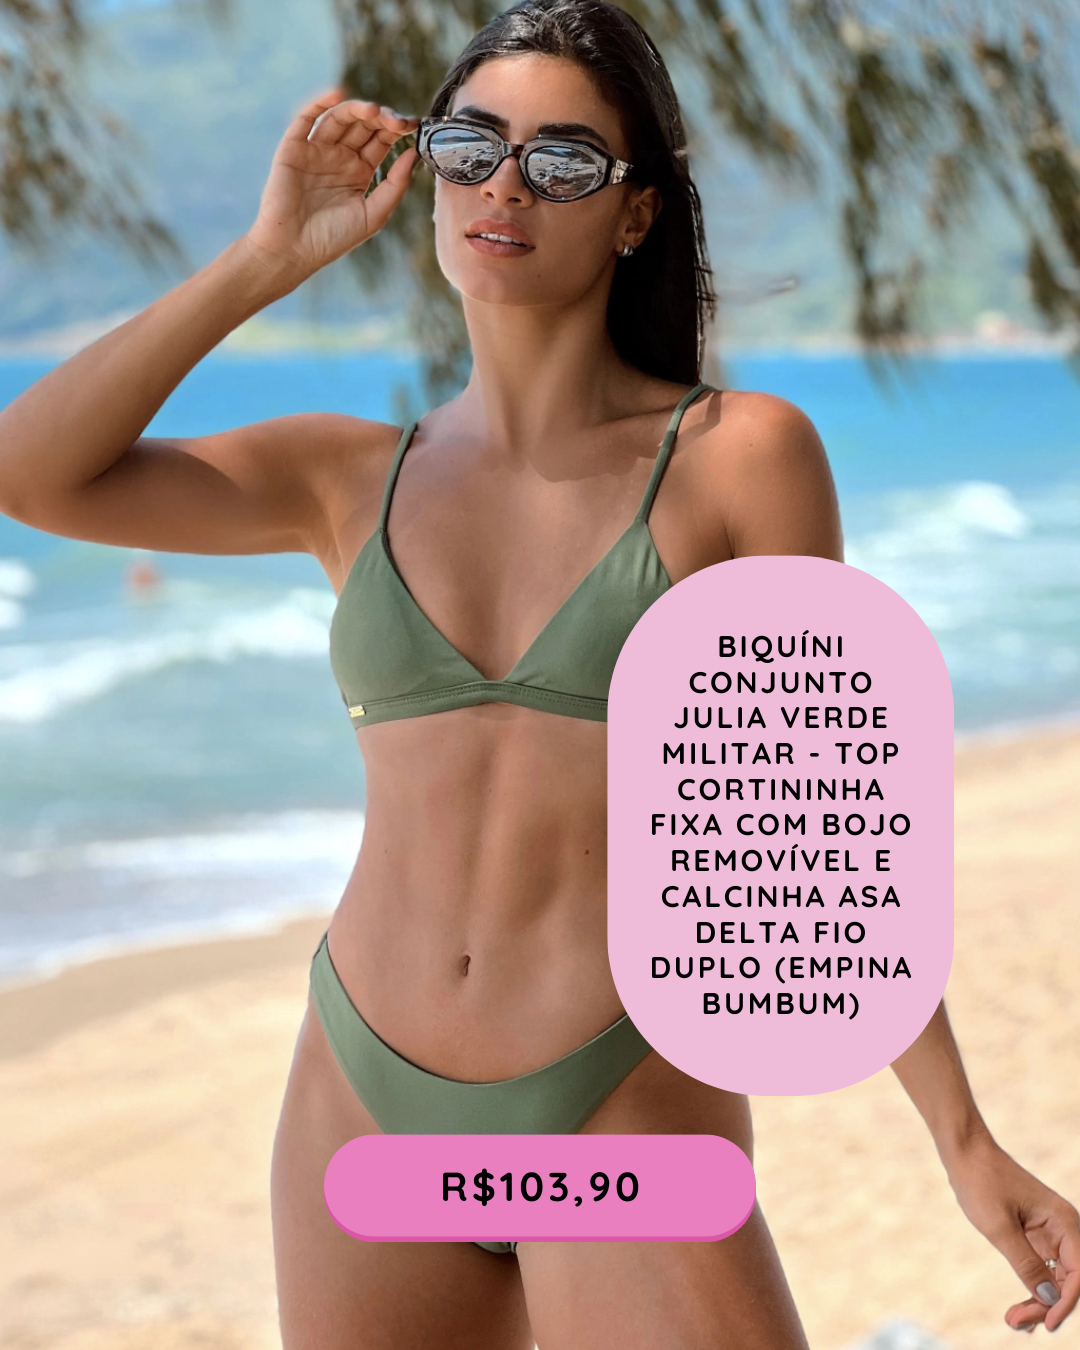 BIQUÍNI
CONJUNTO
JULIA VERDE
MILITAR - TOP
CORTININHA
FIXA COM BOJO
REMOVÍVEL E
CALCINHA ASA
DELTA FIO
DUPLO (EMPINA
BUMBUM)
R$103,90